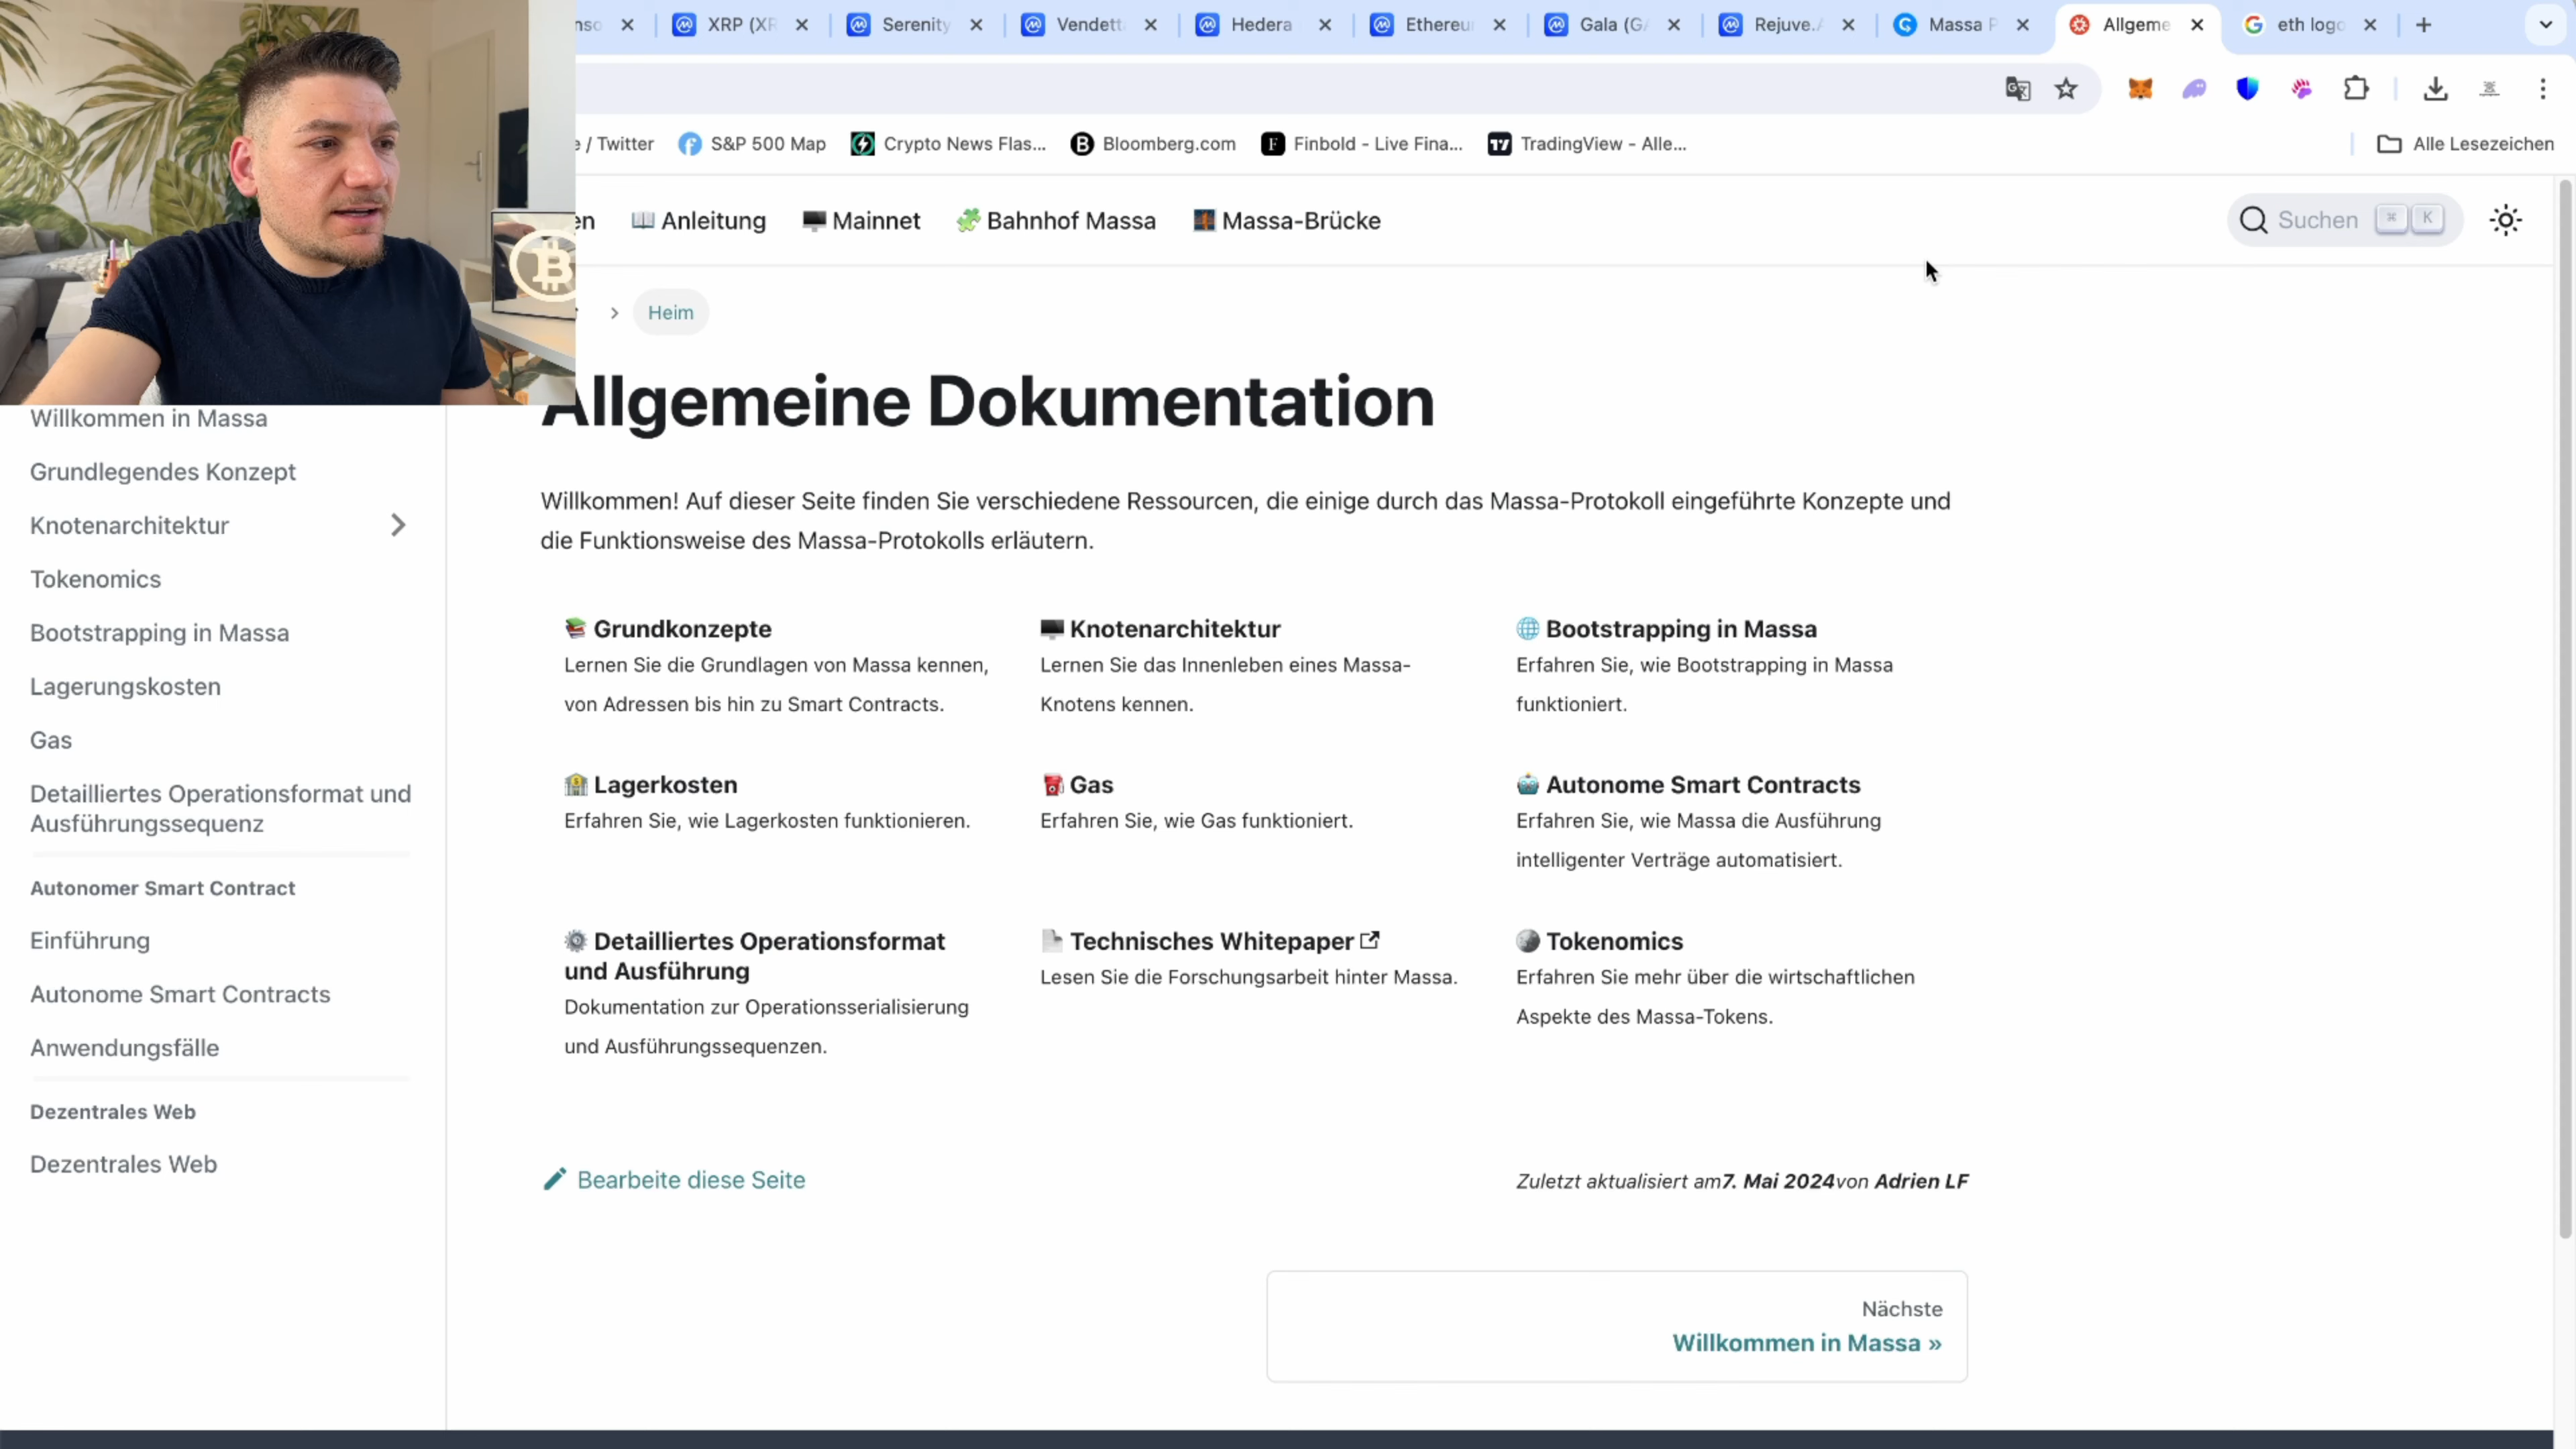 XRP (XR
Serenity
Vendett
Hedera
Ethereu
Gala (GA
Rejuve.A
Massa P
Allgeme
eth logo
e / Twitter
S&P 500 Map
Crypto News Flas...
Bloomberg.com
Finbold - Live Fina...
TradingView - Alle...
Alle Lesezeichen
en
Anleitung
Mainnet
Bahnhof Massa
Massa-Brücke
Suchen
⌘ K
Heim
Allgemeine Dokumentation
Willkommen! Auf dieser Seite finden Sie verschiedene Ressourcen, die einige durch das Massa-Protokoll eingeführte Konzepte und
die Funktionsweise des Massa-Protokolls erläutern.
Willkommen in Massa
Grundlegendes Konzept
Knotenarchitektur
Tokenomics
Bootstrapping in Massa
Lagerungskosten
Gas
Detailliertes Operationsformat und
Ausführungssequenz
Autonomer Smart Contract
Einführung
Autonome Smart Contracts
Anwendungsfälle
Dezentrales Web
Dezentrales Web
Grundkonzepte
Lernen Sie die Grundlagen von Massa kennen,
von Adressen bis hin zu Smart Contracts.
Knotenarchitektur
Lernen Sie das Innenleben eines Massa-
Knotens kennen.
Bootstrapping in Massa
Erfahren Sie, wie Bootstrapping in Massa
funktioniert.
Lagerkosten
Erfahren Sie, wie Lagerkosten funktionieren.
Gas
Erfahren Sie, wie Gas funktioniert.
Autonome Smart Contracts
Erfahren Sie, wie Massa die Ausführung
intelligenter Verträge automatisiert.
Detailliertes Operationsformat
und Ausführung
Dokumentation zur Operationsserialisierung
und Ausführungssequenzen.
Technisches Whitepaper
Lesen Sie die Forschungsarbeit hinter Massa.
Tokenomics
Erfahren Sie mehr über die wirtschaftlichen
Aspekte des Massa-Tokens.
Bearbeite diese Seite
Zuletzt aktualisiert am7. Mai 2024von Adrien LF
Nächste
Willkommen in Massa »